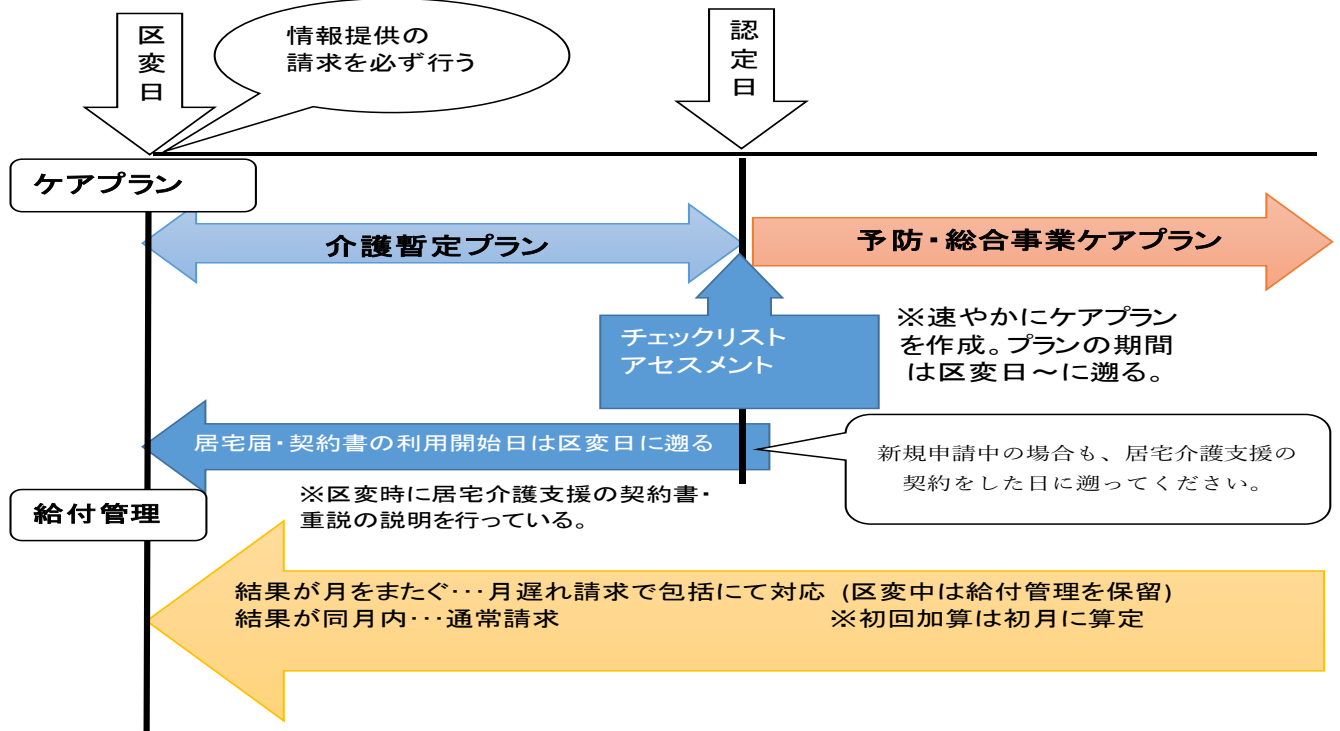 区変日
情報提供の
請求を必ず行う
認定日
ケアプラン
介護暫定プラン
予防・総合事業ケアプラン
チェックリスト
アセスメント
※速やかにケアプラン
を作成。プランの期間
は区変日～に遡る。
居宅届・契約書の利用開始日は区変日に遡る
新規申請中の場合も、居宅介護支援の
契約をした日に遡ってください。
※区変時に居宅介護支援の契約書・
重説の説明を行っている。
給付管理
結果が月をまたぐ…月遅れ請求で包括にて対応 (区変中は給付管理を保留)
結果が同月内…通常請求 ※初回加算は初月に算定